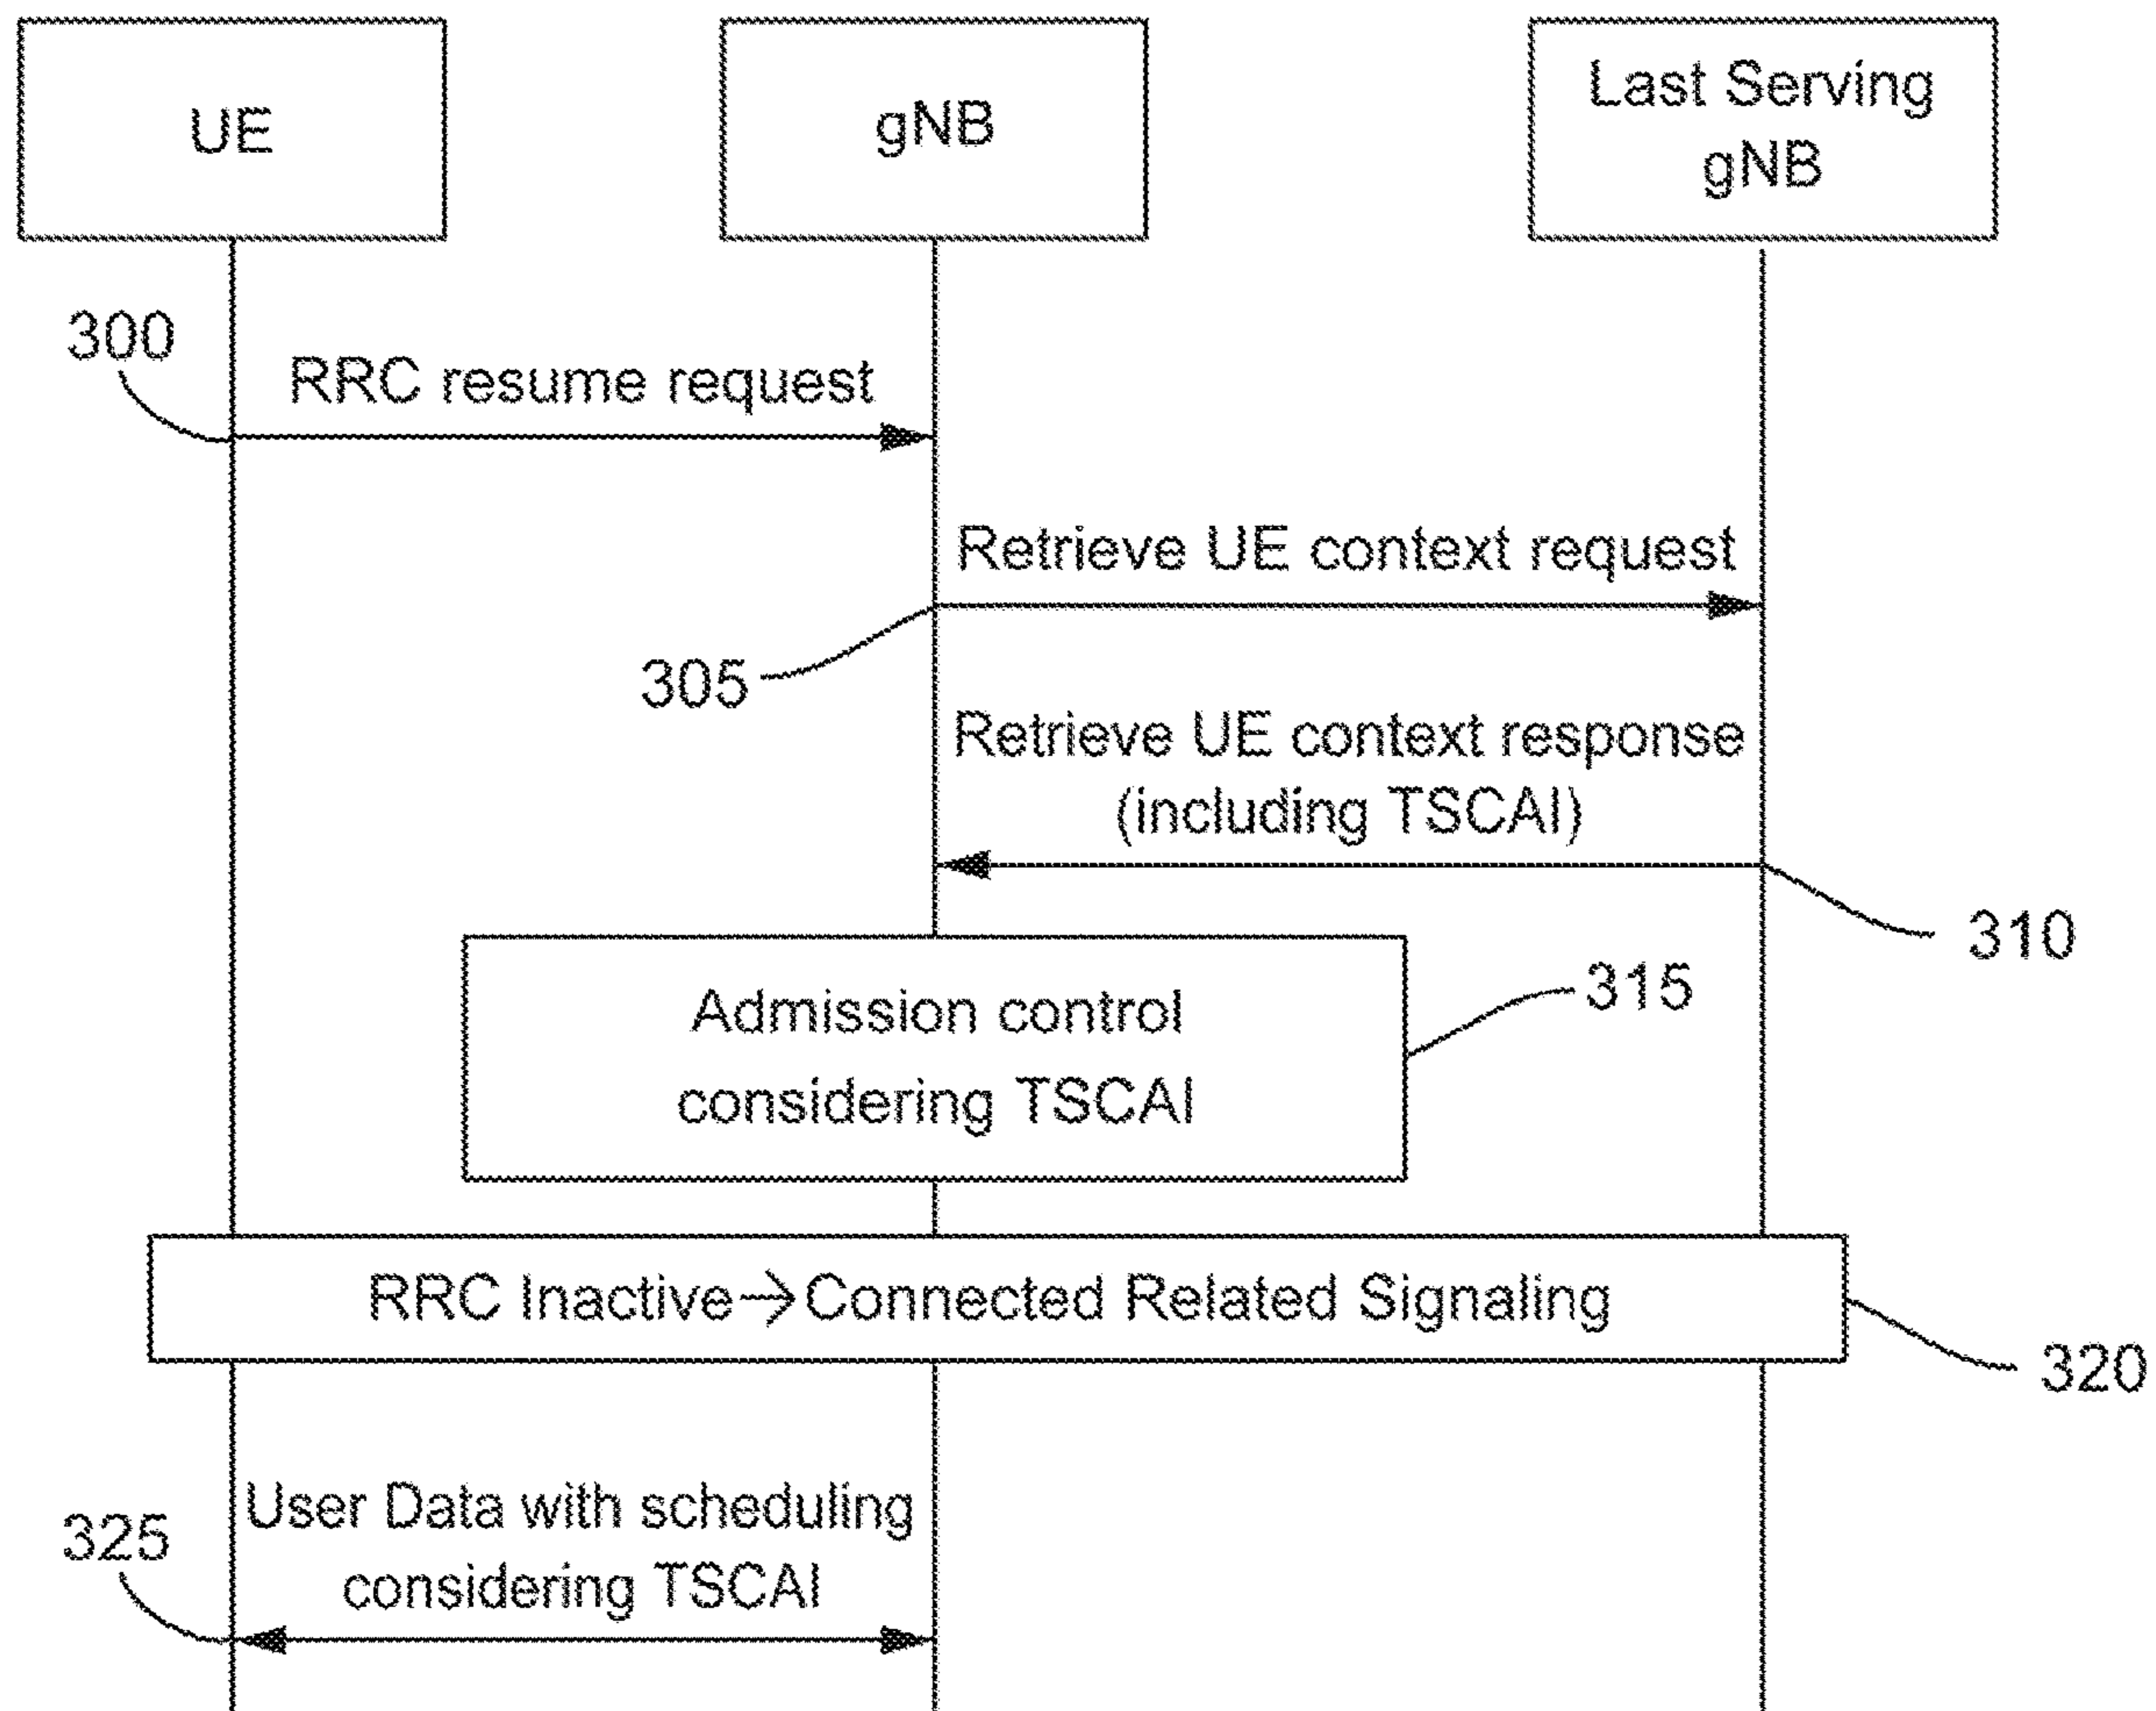 UE
gNB
Last Serving
gNB
300
RRC resume request
Retrieve UE context request
305
Retrieve UE context response
(including TSCAI)
310
Admission control
considering TSCAI
315
RRC Inactive→Connected Related Signaling
320
User Data with scheduling
considering TSCAI
325